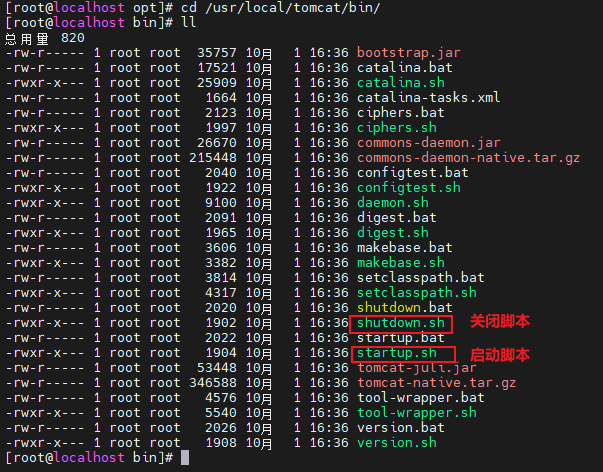 [root@localhost opt]# cd /usr/local/tomcat/bin/
[root@localhost bin]# ll
总用量 820
-rw-r----- 1 root root  35757 10月   1 16:36 bootstrap.jar
-rw-r----- 1 root root  17521 10月   1 16:36 catalina.bat
-rwxr-x--- 1 root root  25909 10月   1 16:36 catalina.sh
-rw-r----- 1 root root   1664 10月   1 16:36 catalina-tasks.xml
-rw-r----- 1 root root   2123 10月   1 16:36 ciphers.bat
-rwxr-x--- 1 root root   1997 10月   1 16:36 ciphers.sh
-rw-r----- 1 root root  26670 10月   1 16:36 commons-daemon.jar
-rw-r----- 1 root root 215448 10月   1 16:36 commons-daemon-native.tar.gz
-rw-r----- 1 root root   2040 10月   1 16:36 configtest.bat
-rwxr-x--- 1 root root   1922 10月   1 16:36 configtest.sh
-rwxr-x--- 1 root root   9100 10月   1 16:36 daemon.sh
-rw-r----- 1 root root   2091 10月   1 16:36 digest.bat
-rwxr-x--- 1 root root   1965 10月   1 16:36 digest.sh
-rw-r----- 1 root root   3606 10月   1 16:36 makebase.bat
-rwxr-x--- 1 root root   3382 10月   1 16:36 makebase.sh
-rw-r----- 1 root root   3814 10月   1 16:36 setclasspath.bat
-rwxr-x--- 1 root root   4317 10月   1 16:36 setclasspath.sh
-rw-r----- 1 root root   2020 10月   1 16:36 shutdown.bat
-rwxr-x--- 1 root root   1902 10月   1 16:36 shutdown.sh 关闭脚本
-rw-r----- 1 root root   2022 10月   1 16:36 startup.bat
-rwxr-x--- 1 root root   1904 10月   1 16:36 startup.sh 启动脚本
-rw-r----- 1 root root  53448 10月   1 16:36 tomcat-juli.jar
-rw-r----- 1 root root 346588 10月   1 16:36 tomcat-native.tar.gz
-rw-r----- 1 root root   4576 10月   1 16:36 tool-wrapper.bat
-rwxr-x--- 1 root root   5540 10月   1 16:36 tool-wrapper.sh
-rw-r----- 1 root root   2026 10月   1 16:36 version.bat
-rwxr-x--- 1 root root   1908 10月   1 16:36 version.sh
[root@localhost bin]#